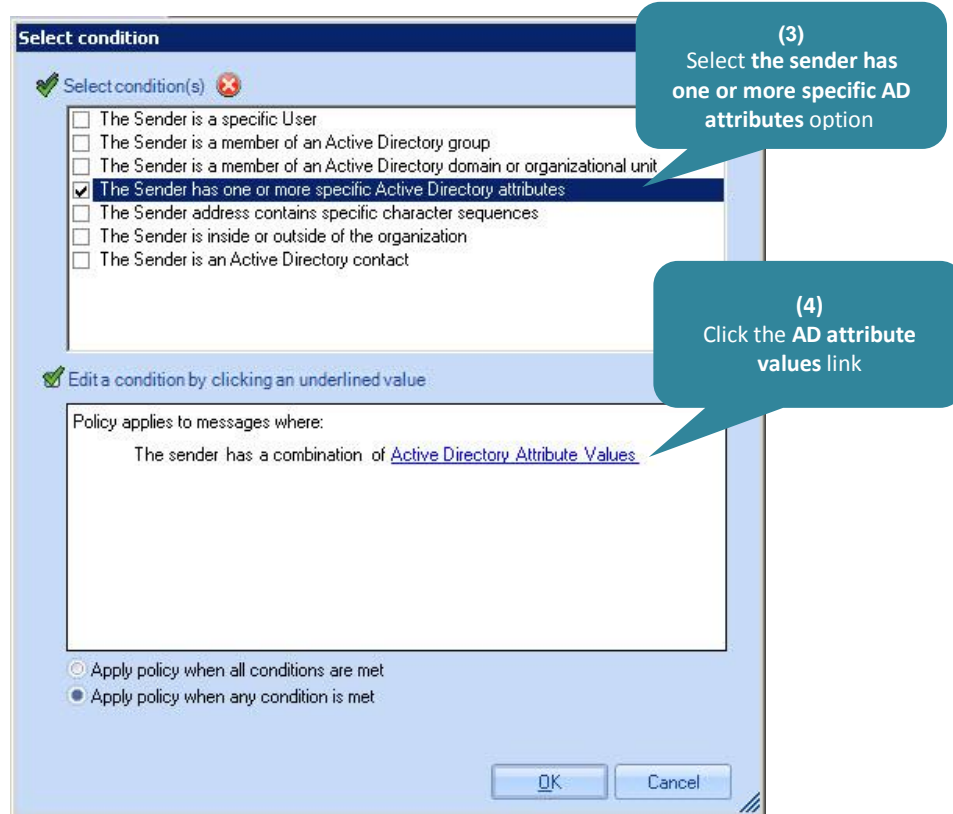 Select condition
(3)
Select the sender has
one or more specific AD
attributes option
Select condition(s)
The Sender is a specific User
The Sender is a member of an Active Directory group
The Sender is a member of an Active Directory domain or organizational unit
The Sender has one or more specific Active Directory attributes
The Sender address contains specific character sequences
The Sender is inside or outside of the organization
The Sender is an Active Directory contact
(4)
Click the AD attribute
values link
Edit a condition by clicking an underlined value
Policy applies to messages where:
The sender has a combination of Active Directory Attribute Values
Apply policy when all conditions are met
Apply policy when any condition is met
OK
Cancel